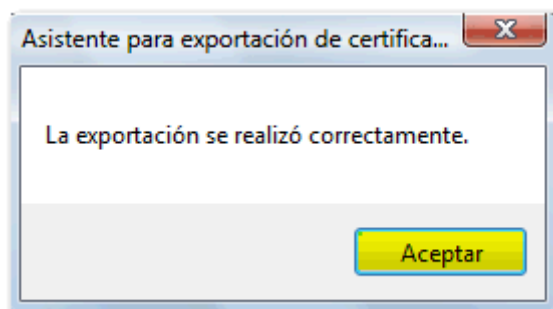 Asistente para exportación de certifica...
La exportación se realizó correctamente.
Aceptar